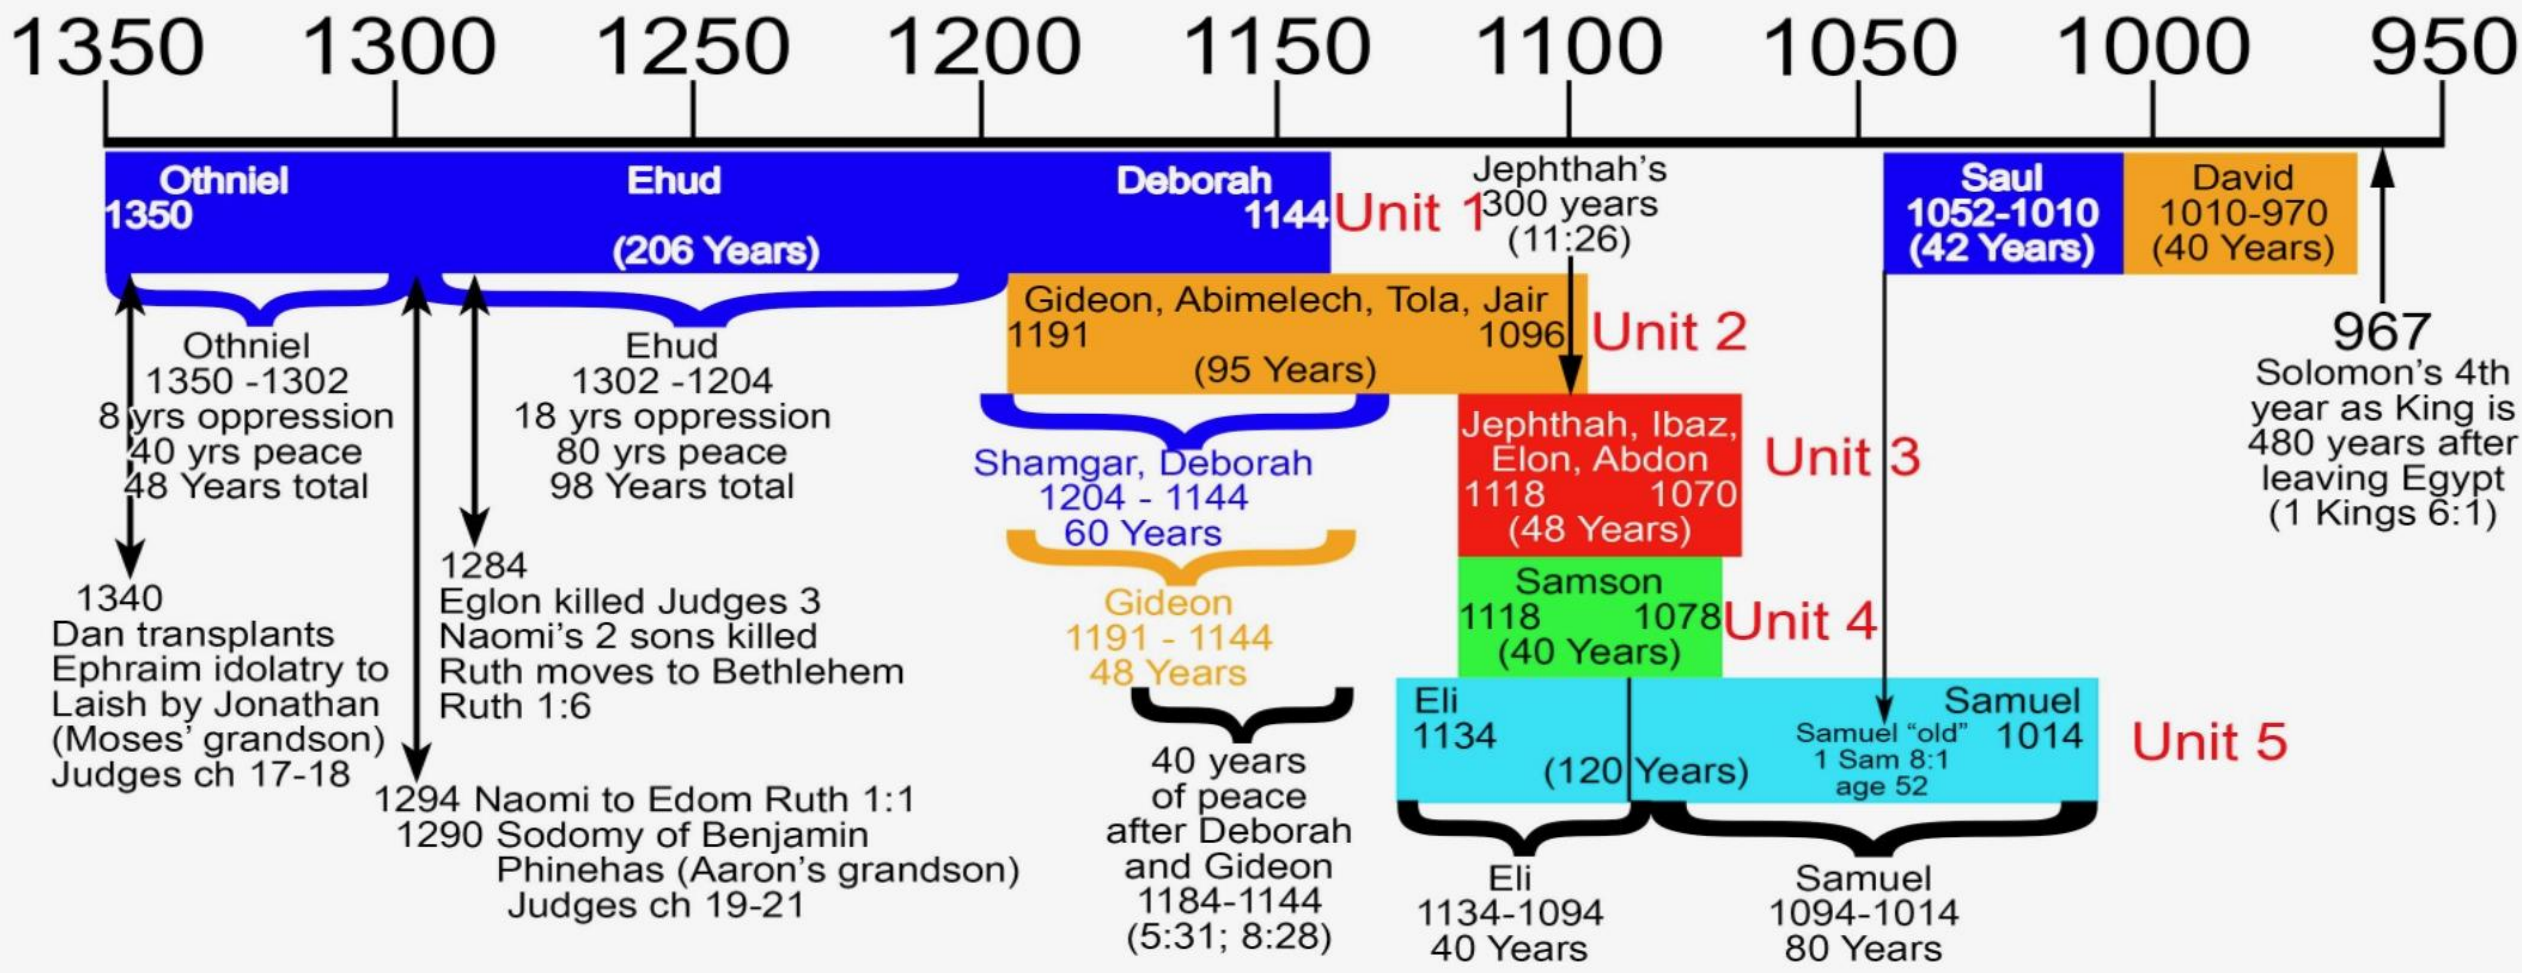 1350 1300 1250 1200 1150 1100 1050 1000 950
Othniel
1350
Ehud
(206 Years)
Deborah
1144
Unit 1
Jephthah's
300 years
(11:26)
Saul
1052-1010
(42 Years)
David
1010-970
(40 Years)
Gideon, Abimelech, Tola, Jair
1191 1096
(95 Years)
Unit 2
967
Solomon's 4th
year as King is
480 years after
leaving Egypt
(1 Kings 6:1)
Othniel
1350 -1302
8 yrs oppression
40 yrs peace
48 Years total
Ehud
1302 -1204
18 yrs oppression
80 yrs peace
98 Years total
Shamgar, Deborah
1204 - 1144
60 Years
Jephthah, Ibaz,
Elon, Abdon
1118 1070
(48 Years)
Unit 3
1340
Dan transplants
Ephraim idolatry to
Laish by Jonathan
(Moses' grandson)
Judges ch 17-18
1284
Eglon killed Judges 3
Naomi's 2 sons killed
Ruth moves to Bethlehem
Ruth 1:6
Gideon
1191 - 1144
48 Years
Samson
1118 1078
(40 Years)
Unit 4
Eli
1134
(120 Years)
Samuel "old"
1 Sam 8:1
age 52
Samuel
1014
Unit 5
1294 Naomi to Edom Ruth 1:1
1290 Sodomy of Benjamin
Phinehas (Aaron's grandson)
Judges ch 19-21
40 years
of peace
after Deborah
and Gideon
1184-1144
(5:31; 8:28)
Eli
1134-1094
40 Years
Samuel
1094-1014
80 Years